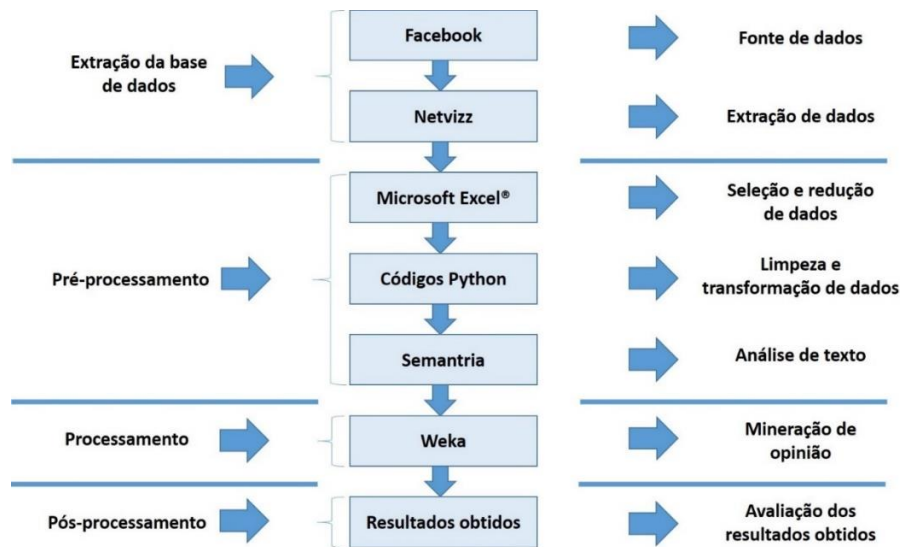 Extração da base
de dados
Facebook
Fonte de dados
Netvizz
Extração de dados
Pré-processamento
Microsoft Excel®
Seleção e redução
de dados
Códigos Python
Limpeza e
transformação de dados
Semantria
Análise de texto
Processamento
Weka
Mineração de
opinião
Pós-processamento
Resultados obtidos
Avaliação dos
resultados obtidos